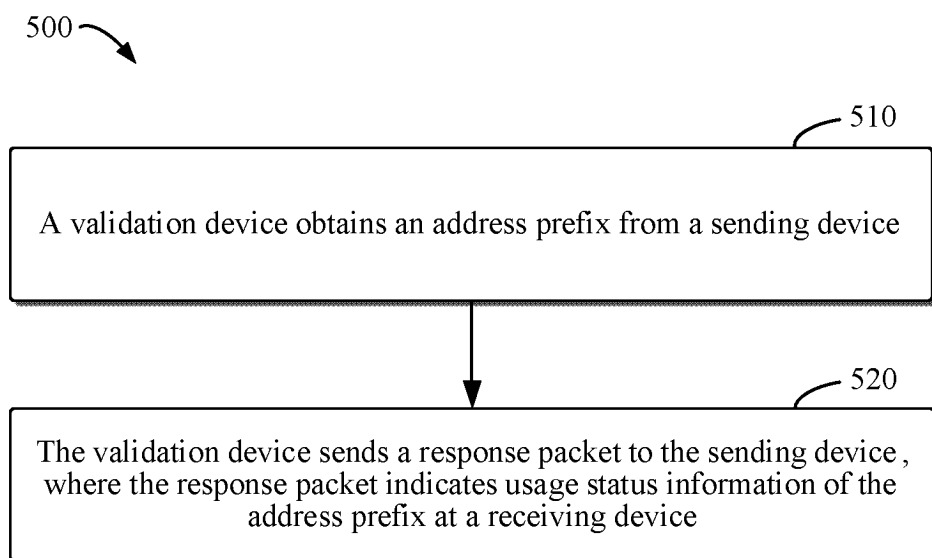 500
510
A validation device obtains an address prefix from a sending device
520
The validation device sends a response packet to the sending device,
where the response packet indicates usage status information of the
address prefix at a receiving device